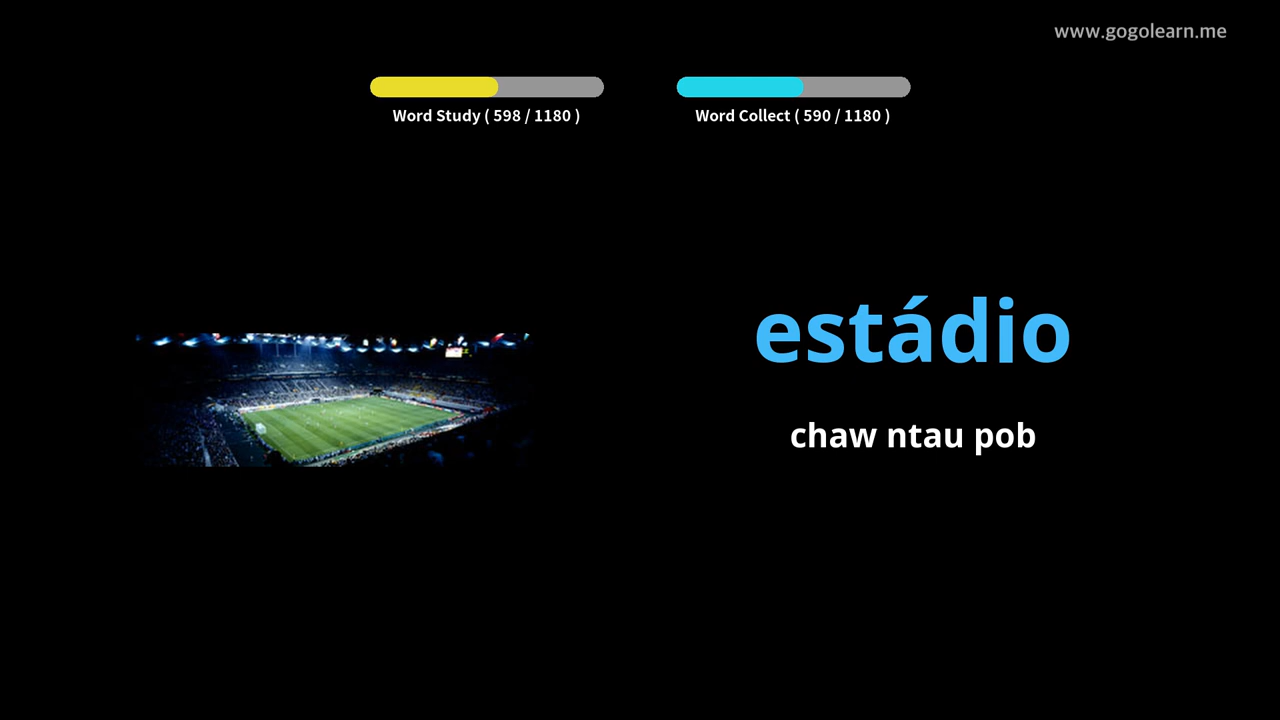 www.gogolearn.me
Word Study ( 598 / 1180 )
Word Collect ( 590 / 1180 )
estádio
chaw ntau pob